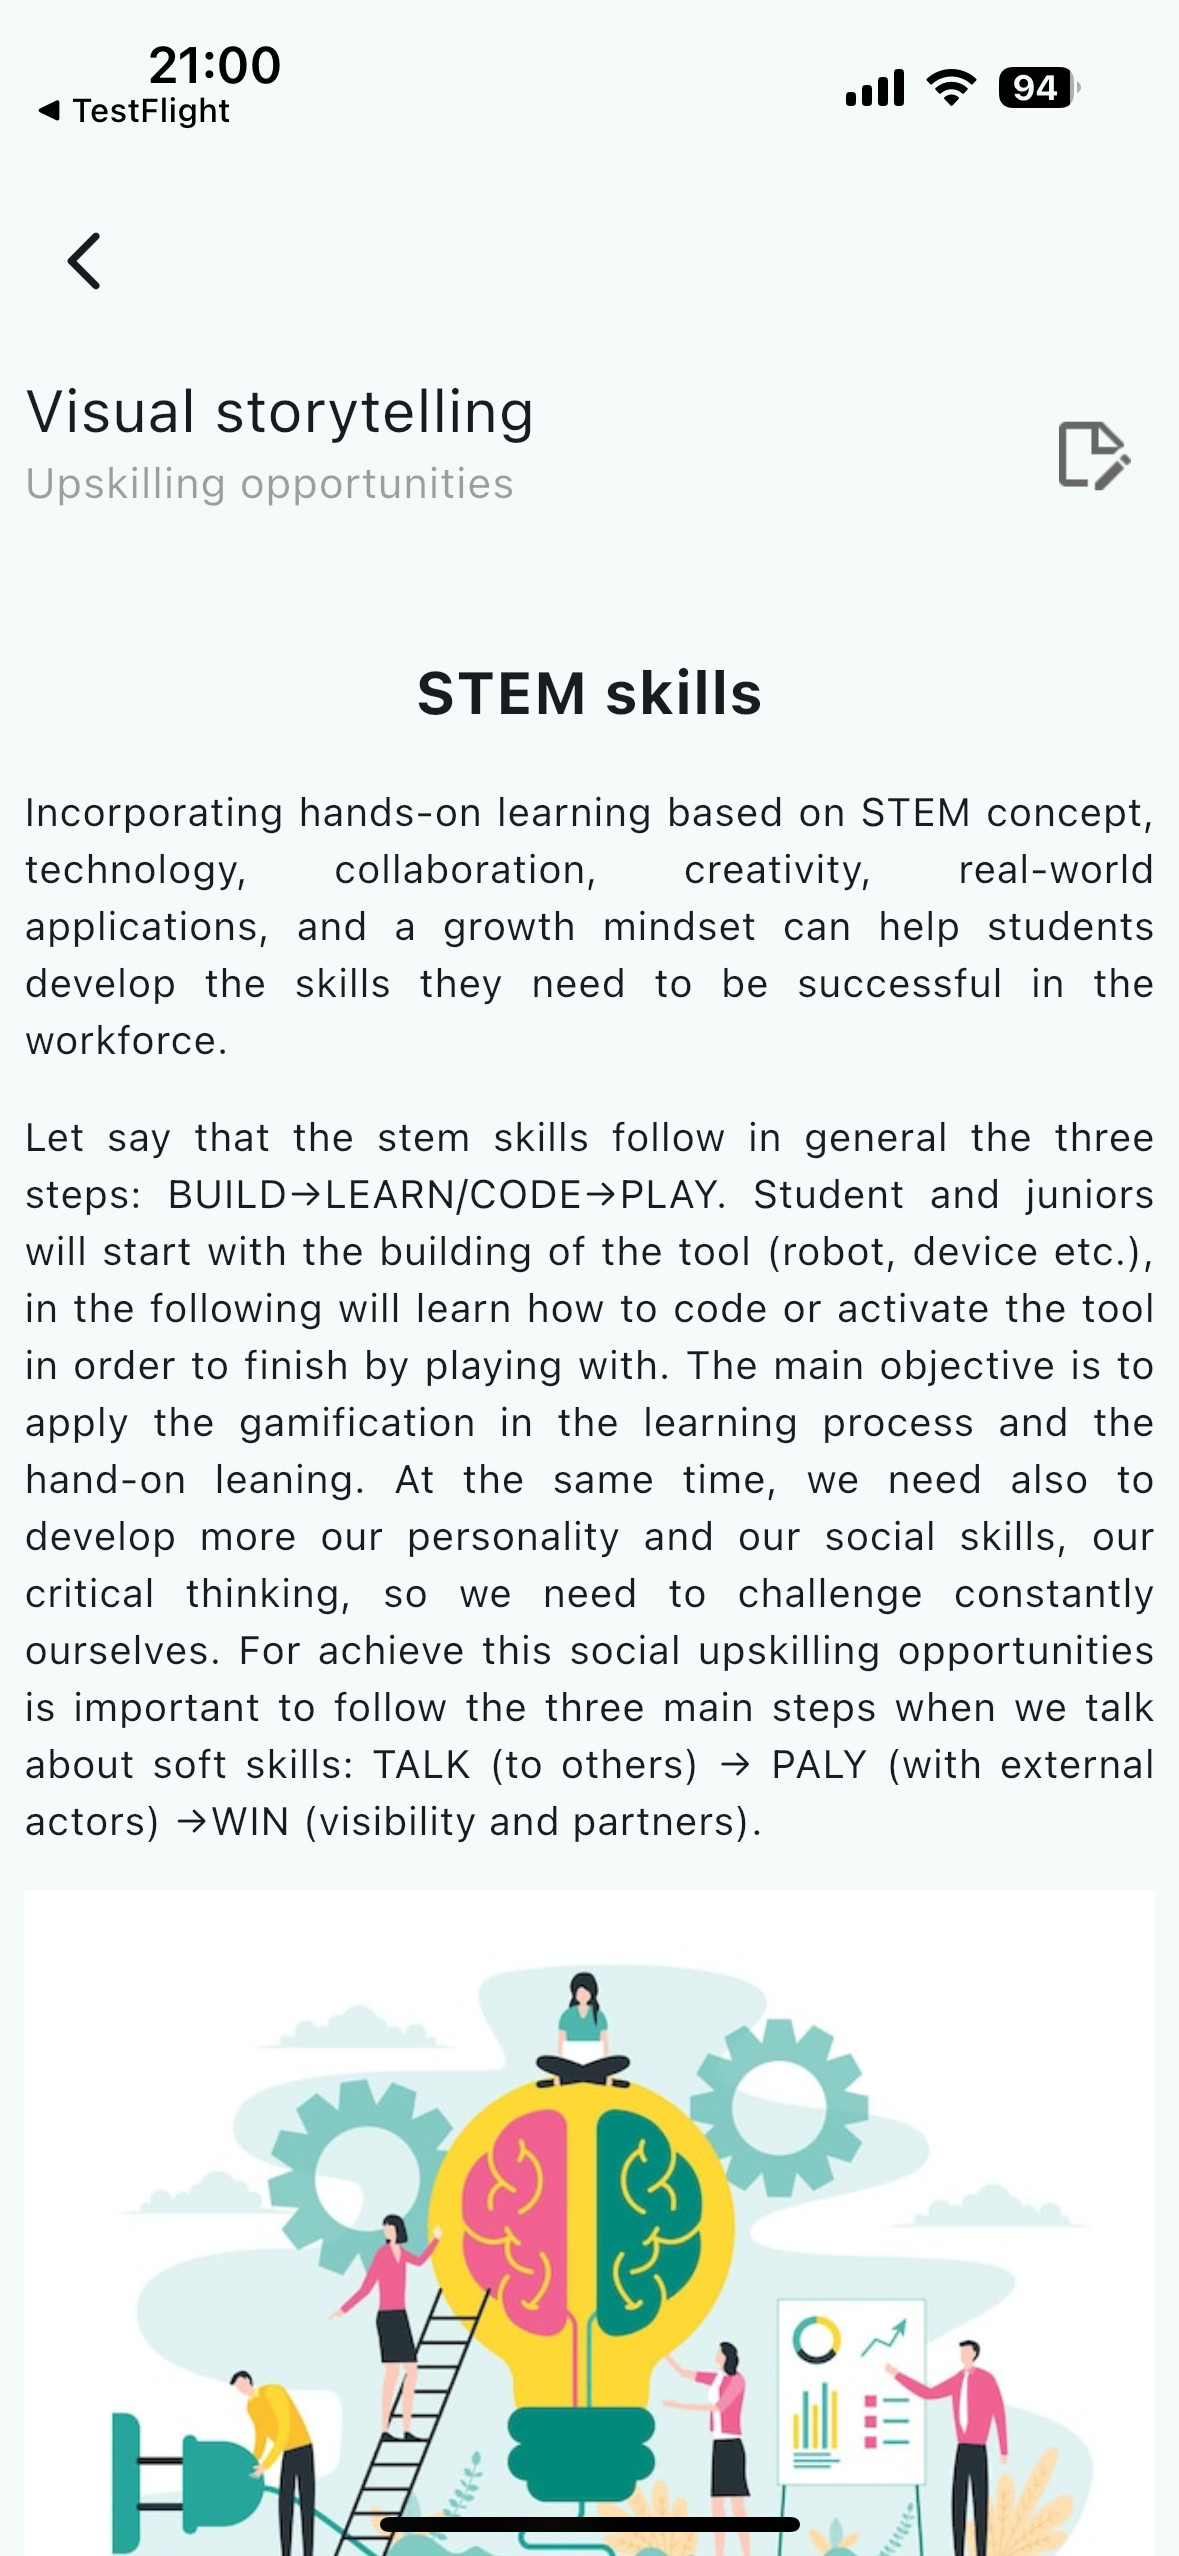 21:00
◀ TestFlight
94
Visual storytelling
Upskilling opportunities
STEM skills
Incorporating hands-on learning based on STEM concept,
technology, collaboration, creativity, real-world
applications, and a growth mindset can help students
develop the skills they need to be successful in the
workforce.
Let say that the stem skills follow in general the three
steps: BUILD→LEARN/CODE→PLAY. Student and juniors
will start with the building of the tool (robot, device etc.),
in the following will learn how to code or activate the tool
in order to finish by playing with. The main objective is to
apply the gamification in the learning process and the
hand-on leaning. At the same time, we need also to
develop more our personality and our social skills, our
critical thinking, so we need to challenge constantly
ourselves. For achieve this social upskilling opportunities
is important to follow the three main steps when we talk
about soft skills: TALK (to others) → PALY (with external
actors) →WIN (visibility and partners).